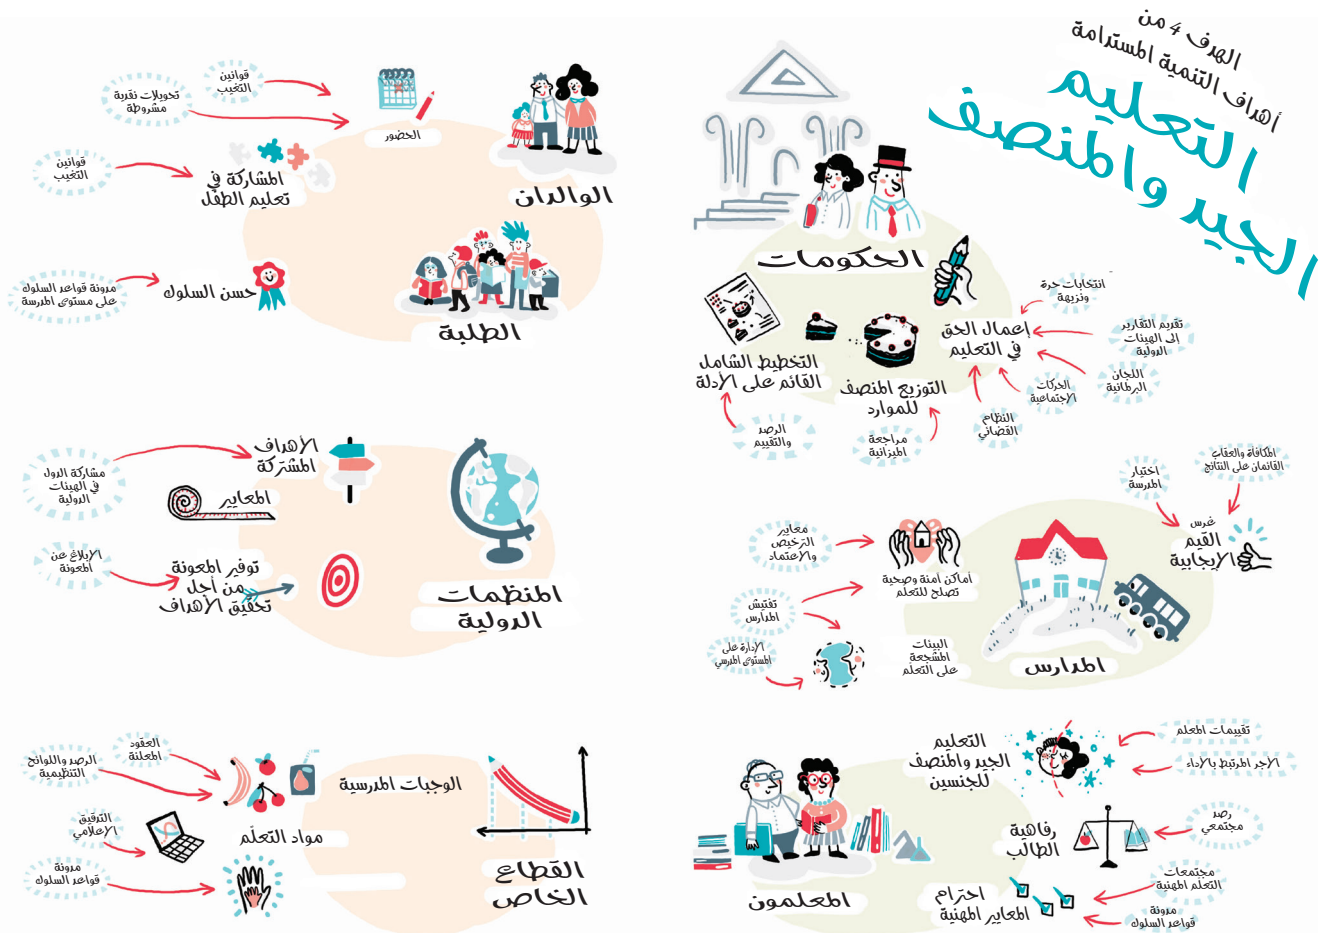 الهدف 4 من
أهداف التنمية المستدامة
التعليم
الجيد والمنصف
الحكومات
انتخابات حرة
ونزيهة
تقديم التقارير
إلى الهيئات
الدولية
اللجان
البرلمانية
الحركات
الاجتماعية
النظام
القضائي
إعمال الحق
في التعليم
التوزيع المنصف
للموارد
مراجعة
الميزانية
التخطيط الشامل
القائم على الأدلة
الرصد
والتقييم
الوالدان
الطلبة
الحضور
قوانين
التغيب
تحويلات نقدية
مشروطة
المشاركة في
تعليم الطفل
قوانين
التغيب
حسن السلوك
مدونة قواعد السلوك
على مستوى المدرسة
المدارس
المكافأة والعقاب
القائمان على النتائج
اختيار
المدرسة
غرس
القيم
الإيجابية
معايير
الترخيص
والاعتماد
أماكن آمنة وصحية
تصلح للتعلم
تفتيش
المدارس
البيئات
المشجعة
على التعلم
الإدارة على
المستوى المدرسي
المنظمات
الدولية
الأهداف
المشتركة
مشاركة الدول
في الهيئات
الدولية
المعايير
توفير المعونة
من أجل
تحقيق الأهداف
الإبلاغ عن
المعونة
المعلمون
التعليم
الجيد والمنصف
للجنسين
تقييمات المعلم
الأجر المرتبط بالأداء
رفاهية
الطالب
رصد
مجتمعي
احترام
المعايير المهنية
مجتمعات
التعلم المهنية
مدونة
قواعد السلوك
القطاع
الخاص
الوجبات المدرسية
العقود
المعلنة
الرصد واللوائح
التنظيمية
مواد التعلّم
التدقيق
الإعلامي
مدونة
قواعد السلوك